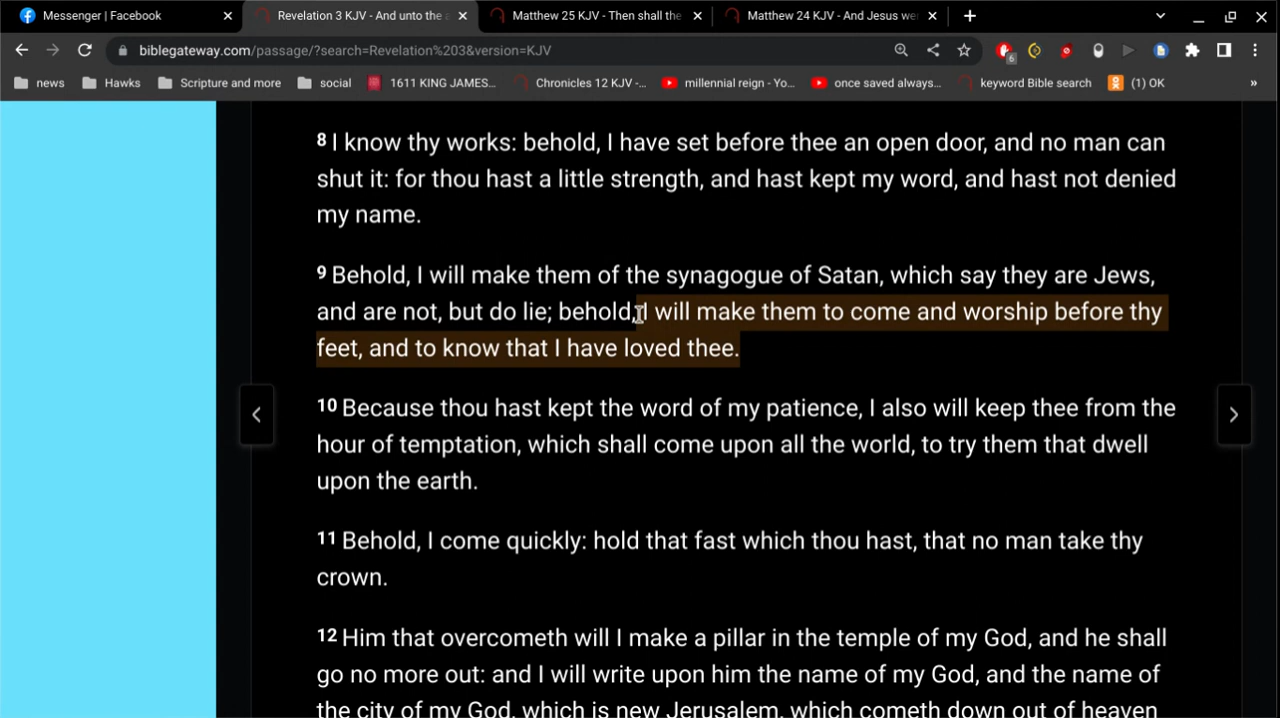 Messenger | Facebook
Revelation 3 KJV - And unto the a
Matthew 25 KJV - Then shall the
Matthew 24 KJV - And Jesus wen
biblegateway.com/passage/?search=Revelation%203&version=KJV
6
news
Hawks
Scripture and more
social
1611 KING JAMES...
Chronicles 12 KJV -...
millennial reign - Yo...
once saved always...
keyword Bible search
(1) OK
»
8 I know thy works: behold, I have set before thee an open door, and no man can
shut it: for thou hast a little strength, and hast kept my word, and hast not denied
my name.
9 Behold, I will make them of the synagogue of Satan, which say they are Jews,
and are not, but do lie; behold, I will make them to come and worship before thy
feet, and to know that I have loved thee.
10 Because thou hast kept the word of my patience, I also will keep thee from the
hour of temptation, which shall come upon all the world, to try them that dwell
upon the earth.
11 Behold, I come quickly: hold that fast which thou hast, that no man take thy
crown.
12 Him that overcometh will I make a pillar in the temple of my God, and he shall
go no more out: and I will write upon him the name of my God, and the name of
the city of my God, which is new Jerusalem, which cometh down out of heaven